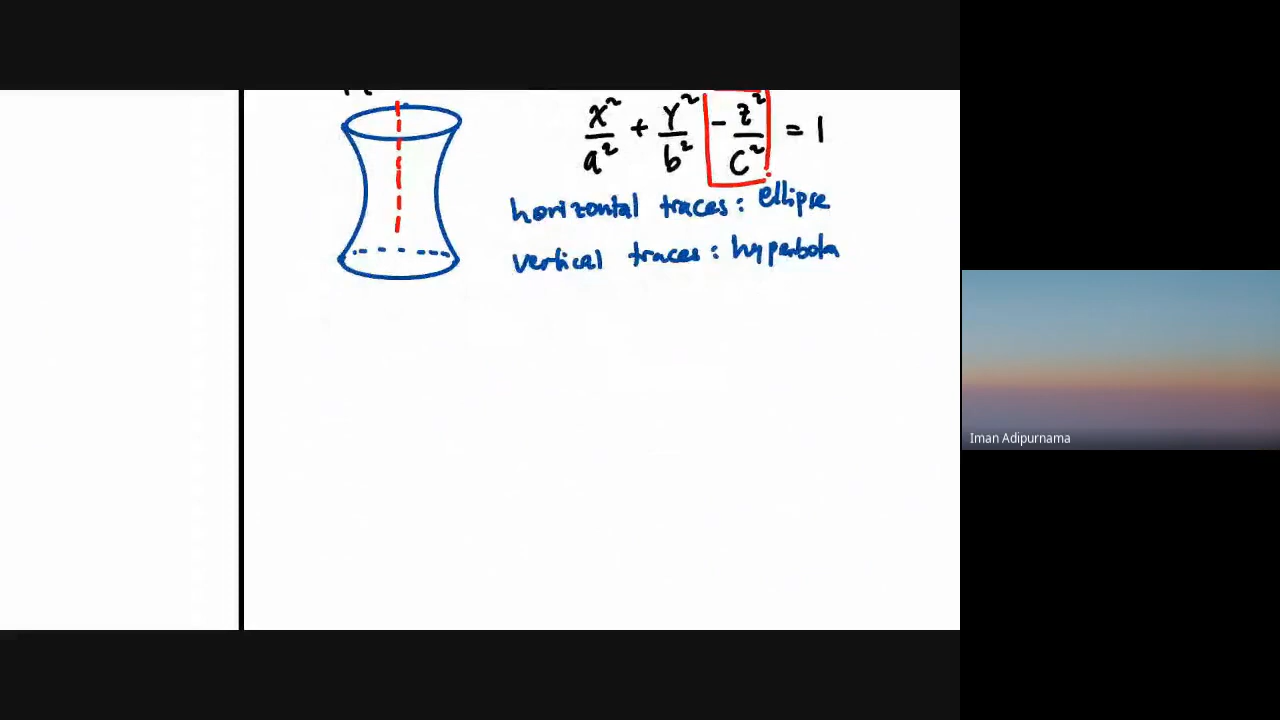 x²/a² + y²/b² - z²/c² = 1
horizontal traces: ellipse
vertical traces: hyperbola
Iman Adipurnama